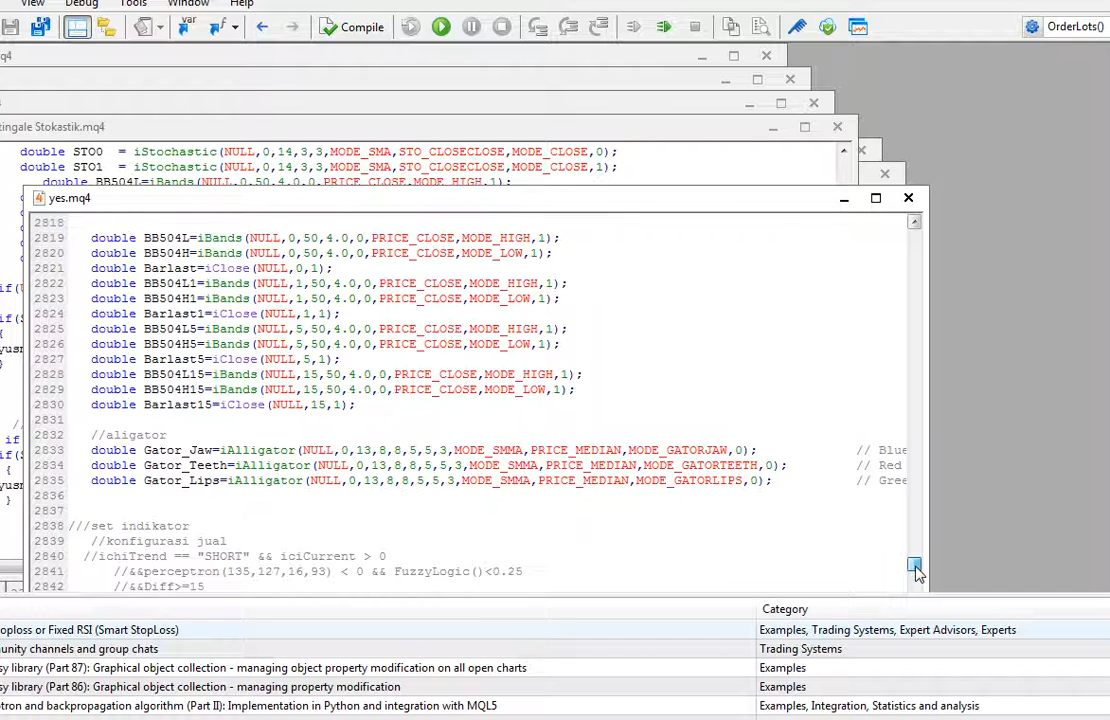 View Debug Tools Window Help
var Compile OrderLots()
q4
tingale Stokastik.mq4
double STO0 = iStochastic(NULL,0,14,3,3,MODE_SMA,STO_CLOSECLOSE,MODE_CLOSE,0);
double STO1 = iStochastic(NULL,0,14,3,3,MODE_SMA,STO_CLOSECLOSE,MODE_CLOSE,1);
double BB504L=iBands(NULL,0,50,4.0,0,PRICE_CLOSE,MODE_HIGH,1);
yes.mq4
2818
2819 double BB504L=iBands(NULL,0,50,4.0,0,PRICE_CLOSE,MODE_HIGH,1);
2820 double BB504H=iBands(NULL,0,50,4.0,0,PRICE_CLOSE,MODE_LOW,1);
2821 double Barlast=iClose(NULL,0,1);
2822 double BB504L1=iBands(NULL,1,50,4.0,0,PRICE_CLOSE,MODE_HIGH,1);
2823 double BB504H1=iBands(NULL,1,50,4.0,0,PRICE_CLOSE,MODE_LOW,1);
2824 double Barlast1=iClose(NULL,1,1);
2825 double BB504L5=iBands(NULL,5,50,4.0,0,PRICE_CLOSE,MODE_HIGH,1);
2826 double BB504H5=iBands(NULL,5,50,4.0,0,PRICE_CLOSE,MODE_LOW,1);
2827 double Barlast5=iClose(NULL,5,1);
2828 double BB504L15=iBands(NULL,15,50,4.0,0,PRICE_CLOSE,MODE_HIGH,1);
2829 double BB504H15=iBands(NULL,15,50,4.0,0,PRICE_CLOSE,MODE_LOW,1);
2830 double Barlast15=iClose(NULL,15,1);
2831
2832 //aligator
2833 double Gator_Jaw=iAlligator(NULL,0,13,8,8,5,5,3,MODE_SMMA,PRICE_MEDIAN,MODE_GATORJAW,0); // Blue
2834 double Gator_Teeth=iAlligator(NULL,0,13,8,8,5,5,3,MODE_SMMA,PRICE_MEDIAN,MODE_GATORTEETH,0); // Red
2835 double Gator_Lips=iAlligator(NULL,0,13,8,8,5,5,3,MODE_SMMA,PRICE_MEDIAN,MODE_GATORLIPS,0); // Gree
2836
2837
2838 ///set indikator
2839 //konfigurasi jual
2840 //ichiTrend == "SHORT" && iciCurrent > 0
2841 //&&perceptron(135,127,16,93) < 0 && FuzzyLogic()<0.25
2842 //&&Diff>=15
Category
oploss or Fixed RSI (Smart StopLoss) Examples, Trading Systems, Expert Advisors, Experts
unity channels and group chats Trading Systems
sy library (Part 87): Graphical object collection - managing object property modification on all open charts Examples
sy library (Part 86): Graphical object collection - managing property modification Examples
tron and backpropagation algorithm (Part II): Implementation in Python and integration with MQL5 Examples, Integration, Statistics and analysis